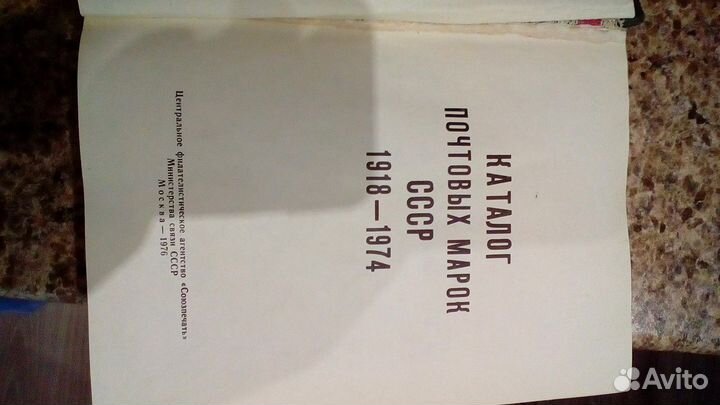 КАТАЛОГ
ПОЧТОВЫХ МАРОК
СССР
1918—1974
Центральное филателистическое агентство «Союзпечать»
Министерства связи СССР
Москва—1976
Avito